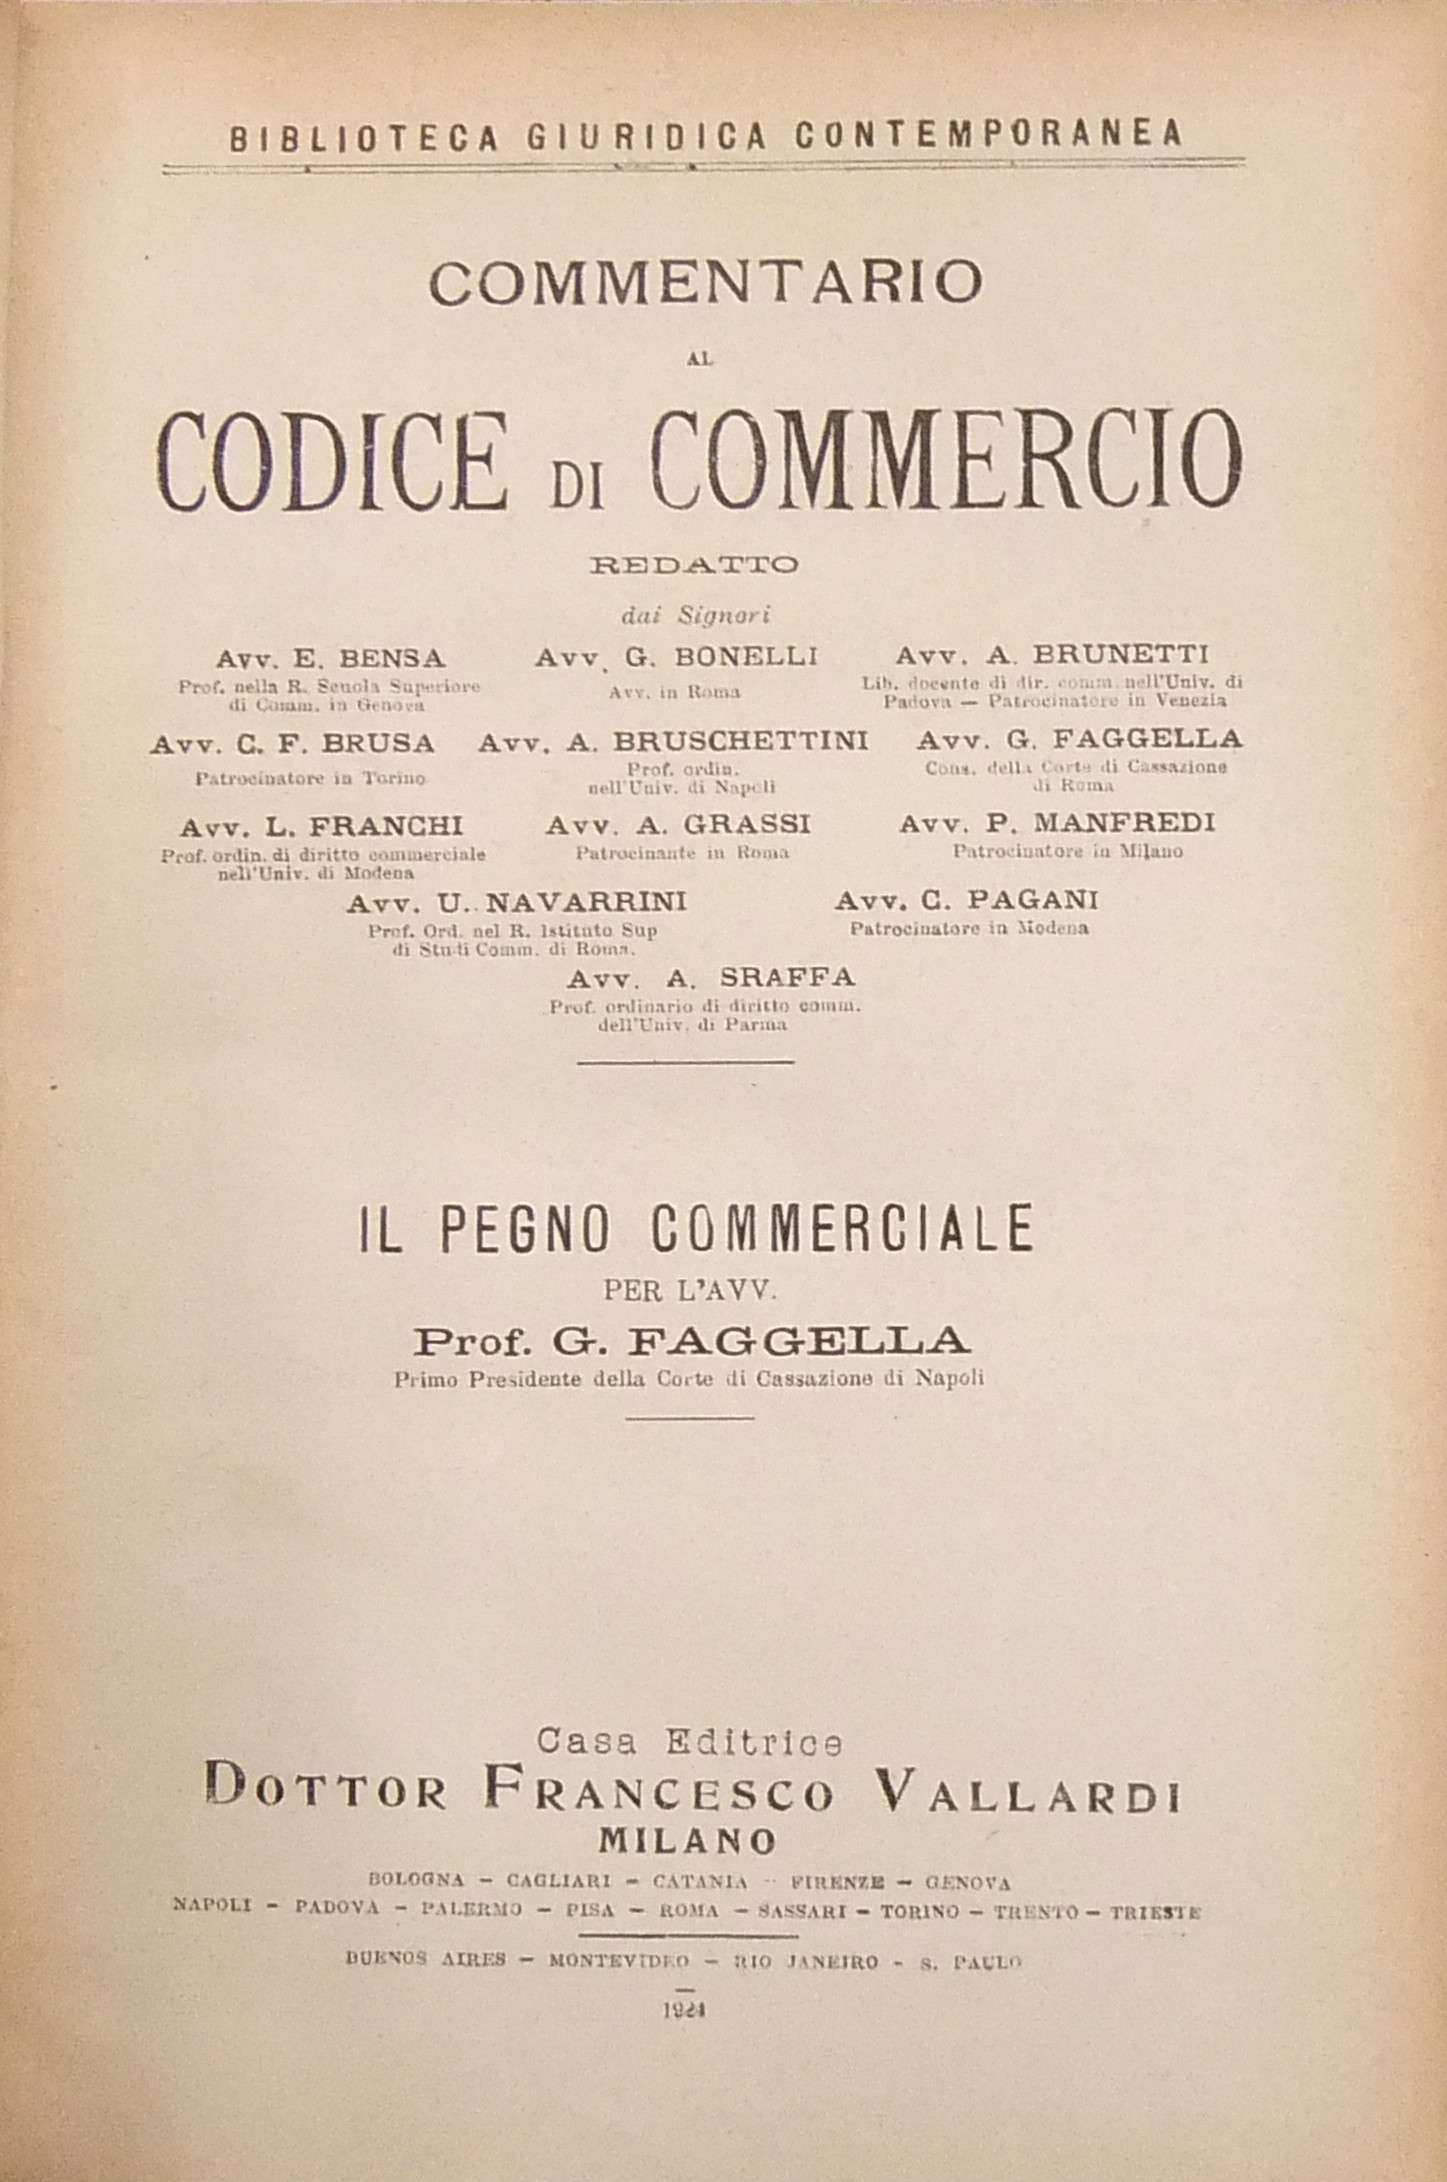 BIBLIOTECA GIURIDICA CONTEMPORANEA
COMMENTARIO
AL
CODICE DI COMMERCIO
REDATTO
dai Signori
Avv. E. BENSA
Prof. nella R. Scuola Superiore
di Comm. in Genova
Avv. G. BONELLI
Avv. in Roma
Avv. A. BRUNETTI
Lib. docente di dir. comm. nell'Univ. di
Padova — Patrocinatore in Venezia
Avv. C. F. BRUSA
Patrocinatore in Torino
Avv. A. BRUSCHETTINI
Prof. ordin.
nell'Univ. di Napoli
Avv. G. FAGGELLA
Cons. della Corte di Cassazione
di Roma
Avv. L. FRANCHI
Prof. ordin. di diritto commerciale
nell'Univ. di Modena
Avv. A. GRASSI
Patrocinante in Roma
Avv. P. MANFREDI
Patrocinatore in Milano
Avv. U. NAVARRINI
Prof. Ord. nel R. Istituto Sup
di Studi Comm. di Roma.
Avv. C. PAGANI
Patrocinatore in Modena
Avv. A. SRAFFA
Prof. ordinario di diritto comm.
dell'Univ. di Parma
IL PEGNO COMMERCIALE
PER L'AVV.
Prof. G. FAGGELLA
Primo Presidente della Corte di Cassazione di Napoli
Casa Editrice
DOTTOR FRANCESCO VALLARDI
MILANO
BOLOGNA – CAGLIARI – CATANIA – FIRENZE – GENOVA
NAPOLI – PADOVA – PALERMO – PISA – ROMA – SASSARI – TORINO – TRENTO – TRIESTE
BUENOS AIRES – MONTEVIDEO – RIO JANEIRO - S. PAULO